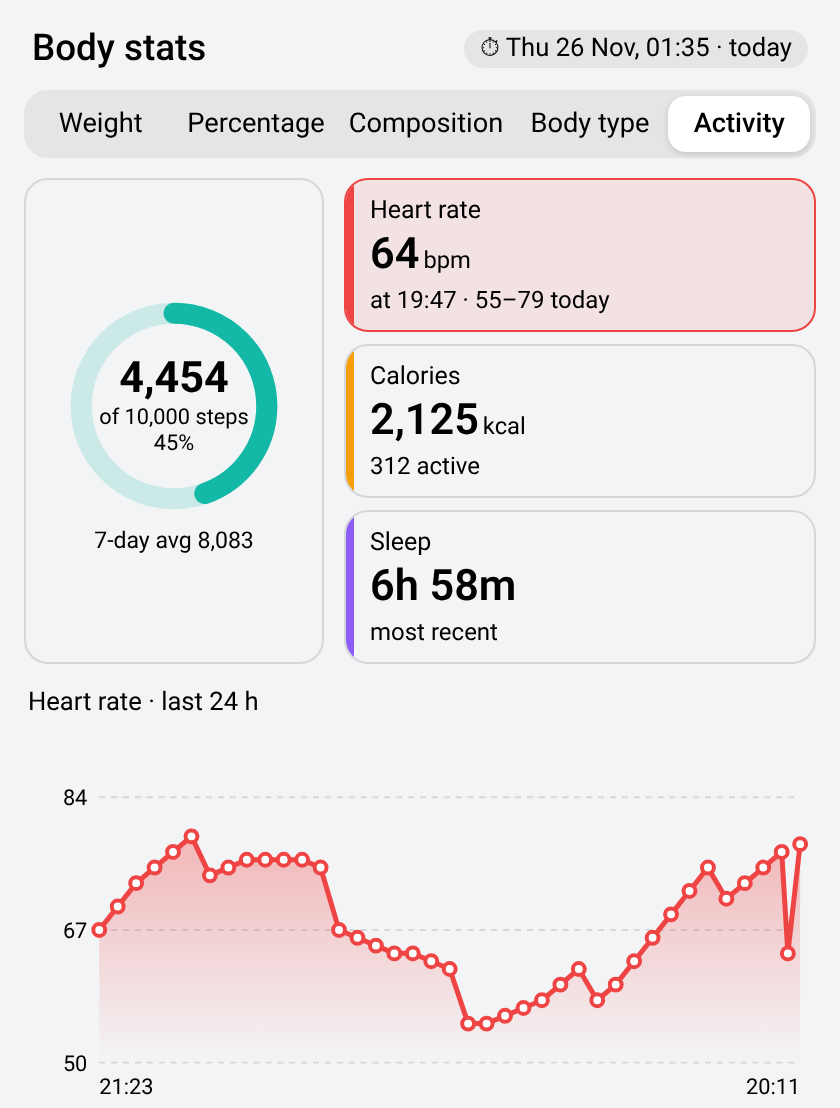 Body stats
⏱ Thu 26 Nov, 01:35 · today
Weight Percentage Composition Body type Activity
4,454
of 10,000 steps
45%
7-day avg 8,083
Heart rate
64 bpm
at 19:47 · 55–79 today
Calories
2,125 kcal
312 active
Sleep
6h 58m
most recent
Heart rate · last 24 h
84
67
50
21:23 20:11